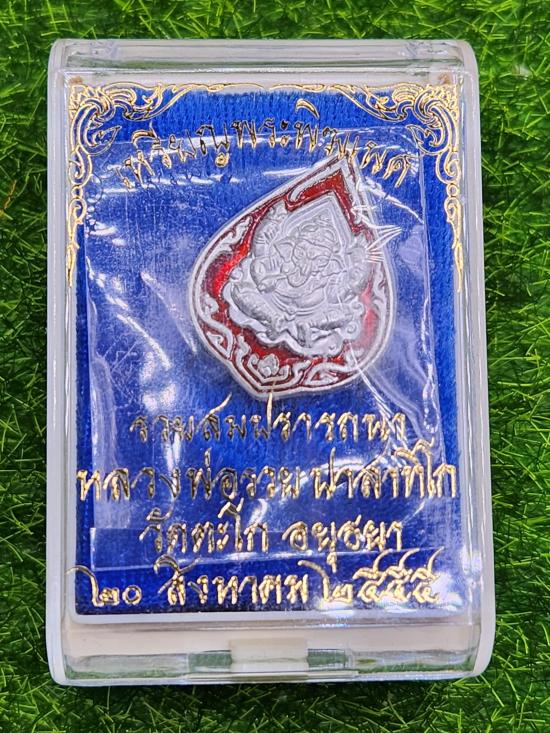 เหรียญพระพิฆเนศ
รวยสมปรารถนา
หลวงพ่อรวย ปาสาทิโก
วัดตะโก อยุธยา
๒๐ สิงหาคม ๒๕๕๕